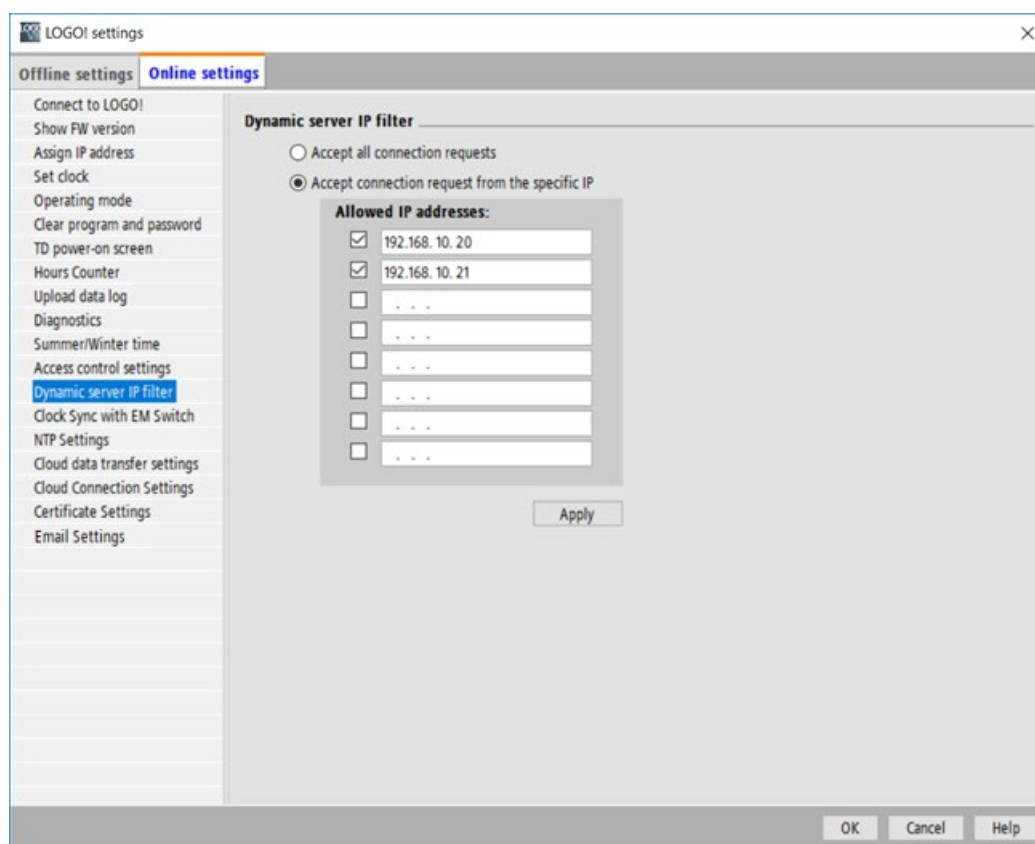 LOGO! settings
Offline settings
Online settings
Connect to LOGO!
Show FW version
Assign IP address
Set clock
Operating mode
Clear program and password
TD power-on screen
Hours Counter
Upload data log
Diagnostics
Summer/Winter time
Access control settings
Dynamic server IP filter
Clock Sync with EM Switch
NTP Settings
Cloud data transfer settings
Cloud Connection Settings
Certificate Settings
Email Settings
Dynamic server IP filter
Accept all connection requests
Accept connection request from the specific IP
Allowed IP addresses:
192.168. 10. 20
192.168. 10. 21
. . .
. . .
. . .
. . .
. . .
. . .
Apply
OK
Cancel
Help